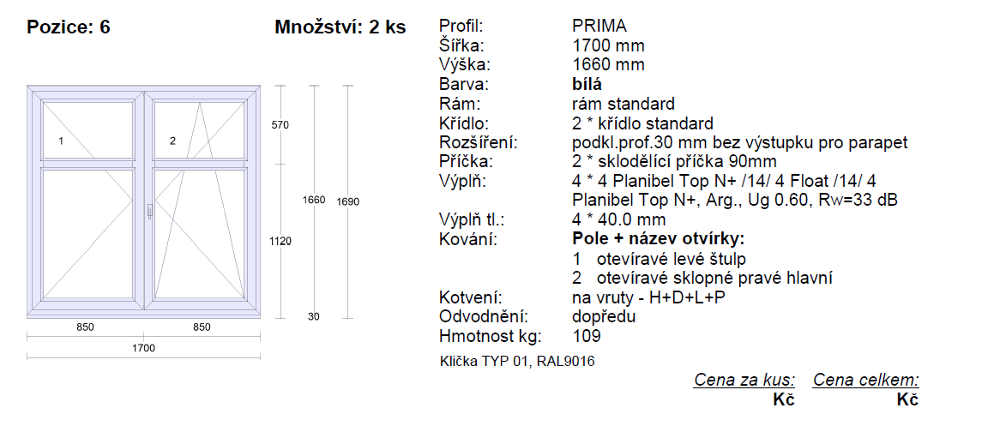 Pozice: 6
Množství: 2 ks
Profil: PRIMA
Šířka: 1700 mm
Výška: 1660 mm
Barva: bílá
Rám: rám standard
Křídlo: 2 * křídlo standard
Rozšíření: podkl.prof.30 mm bez výstupku pro parapet
Příčka: 2 * sklodělící příčka 90mm
Výplň: 4 * 4 Planibel Top N+ /14/ 4 Float /14/ 4
Planibel Top N+, Arg., Ug 0.60, Rw=33 dB
Výplň tl.: 4 * 40.0 mm
Kování: Pole + název otvírky:
1 otevíravé levé štulp
2 otevíravé sklopné pravé hlavní
Kotvení: na vruty - H+D+L+P
Odvodnění: dopředu
Hmotnost kg: 109
Klička TYP 01, RAL9016
Cena za kus: Cena celkem:
Kč Kč
1 2
570
1660 1690
1120
30
850 850
1700